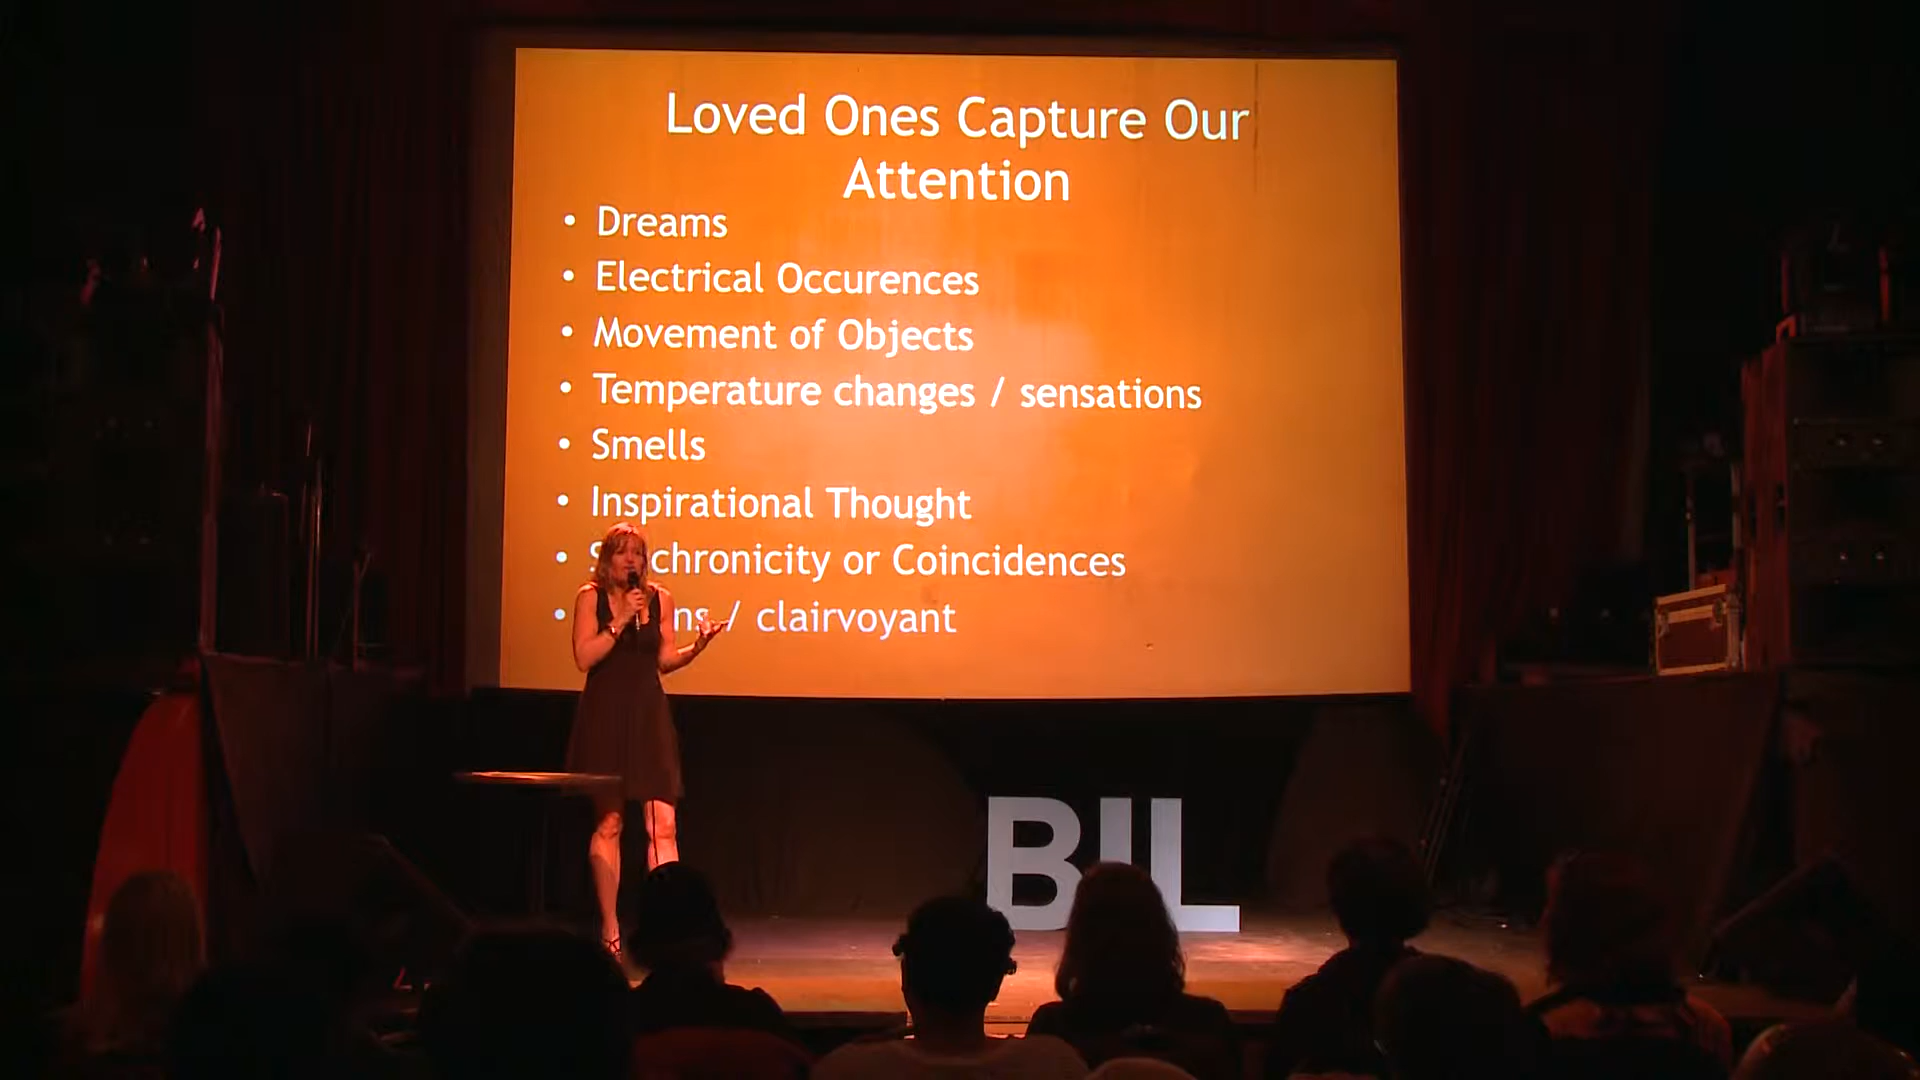 Loved Ones Capture Our
Attention
• Dreams
• Electrical Occurences
• Movement of Objects
• Temperature changes / sensations
• Smells
• Inspirational Thought
• or Coincidences
• / clairvoyant
BIL